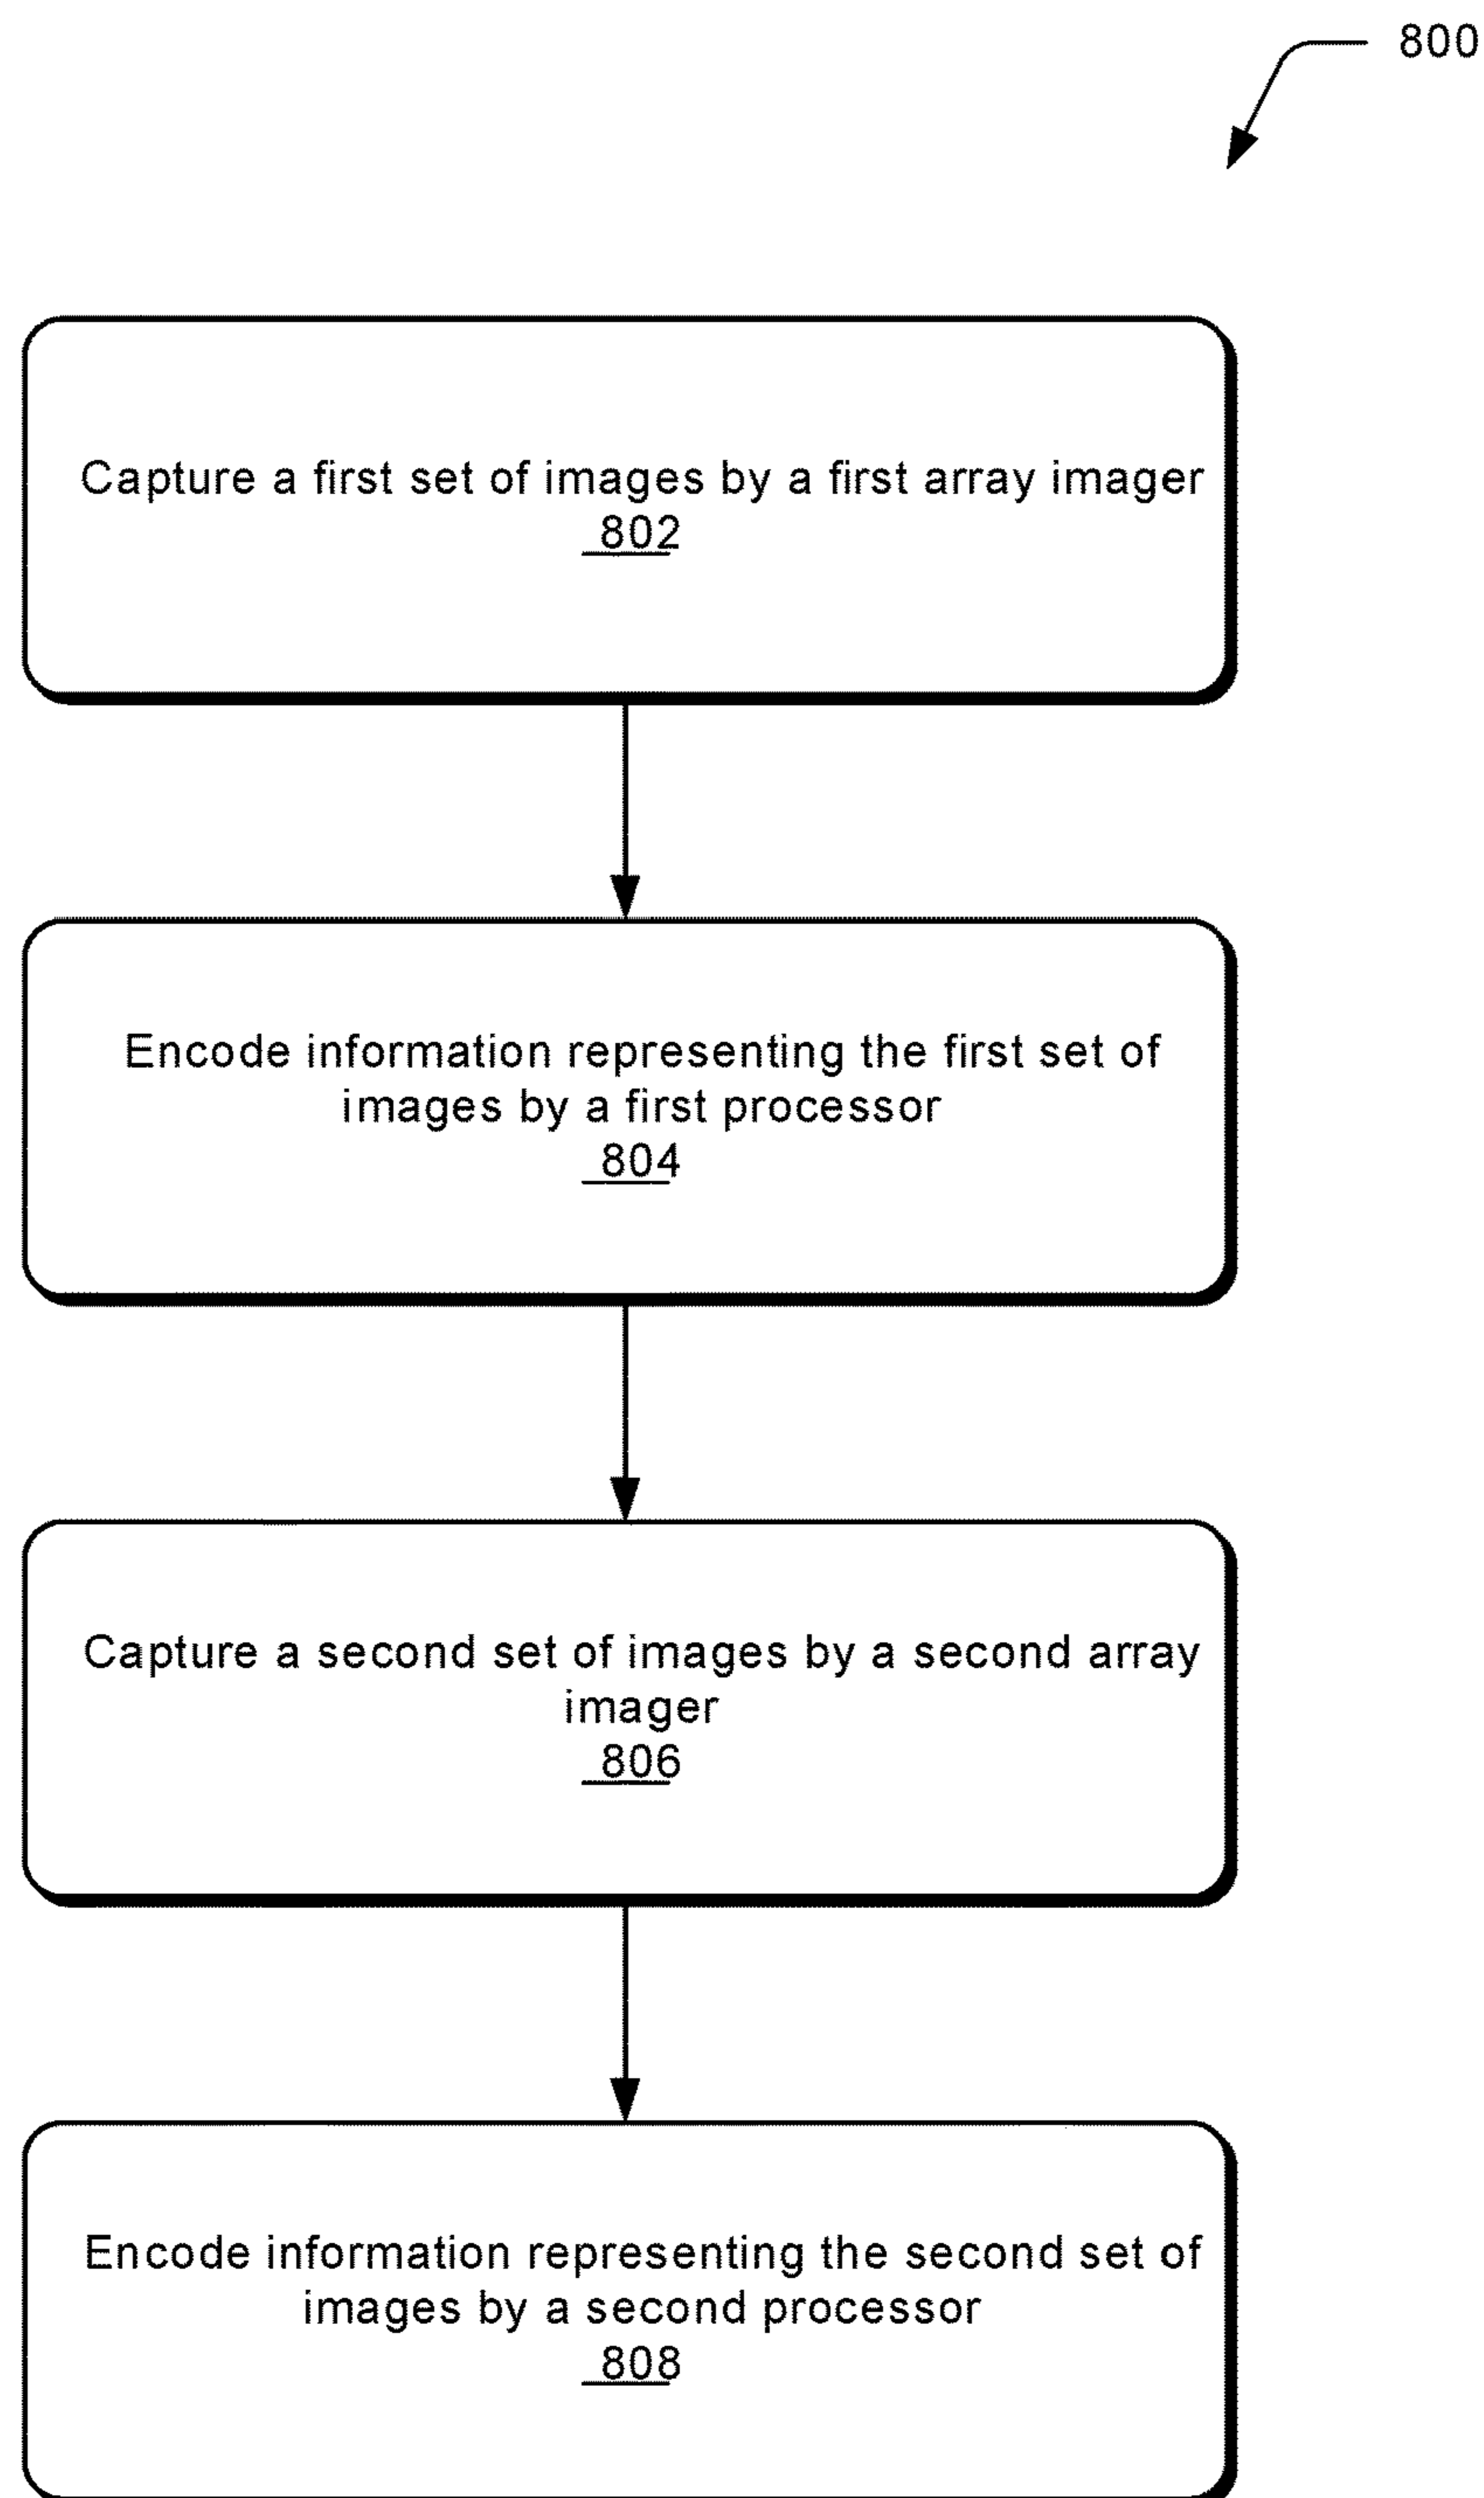 800
Capture a first set of images by a first array imager
802
Encode information representing the first set of
images by a first processor
804
Capture a second set of images by a second array
imager
806
Encode information representing the second set of
images by a second processor
808